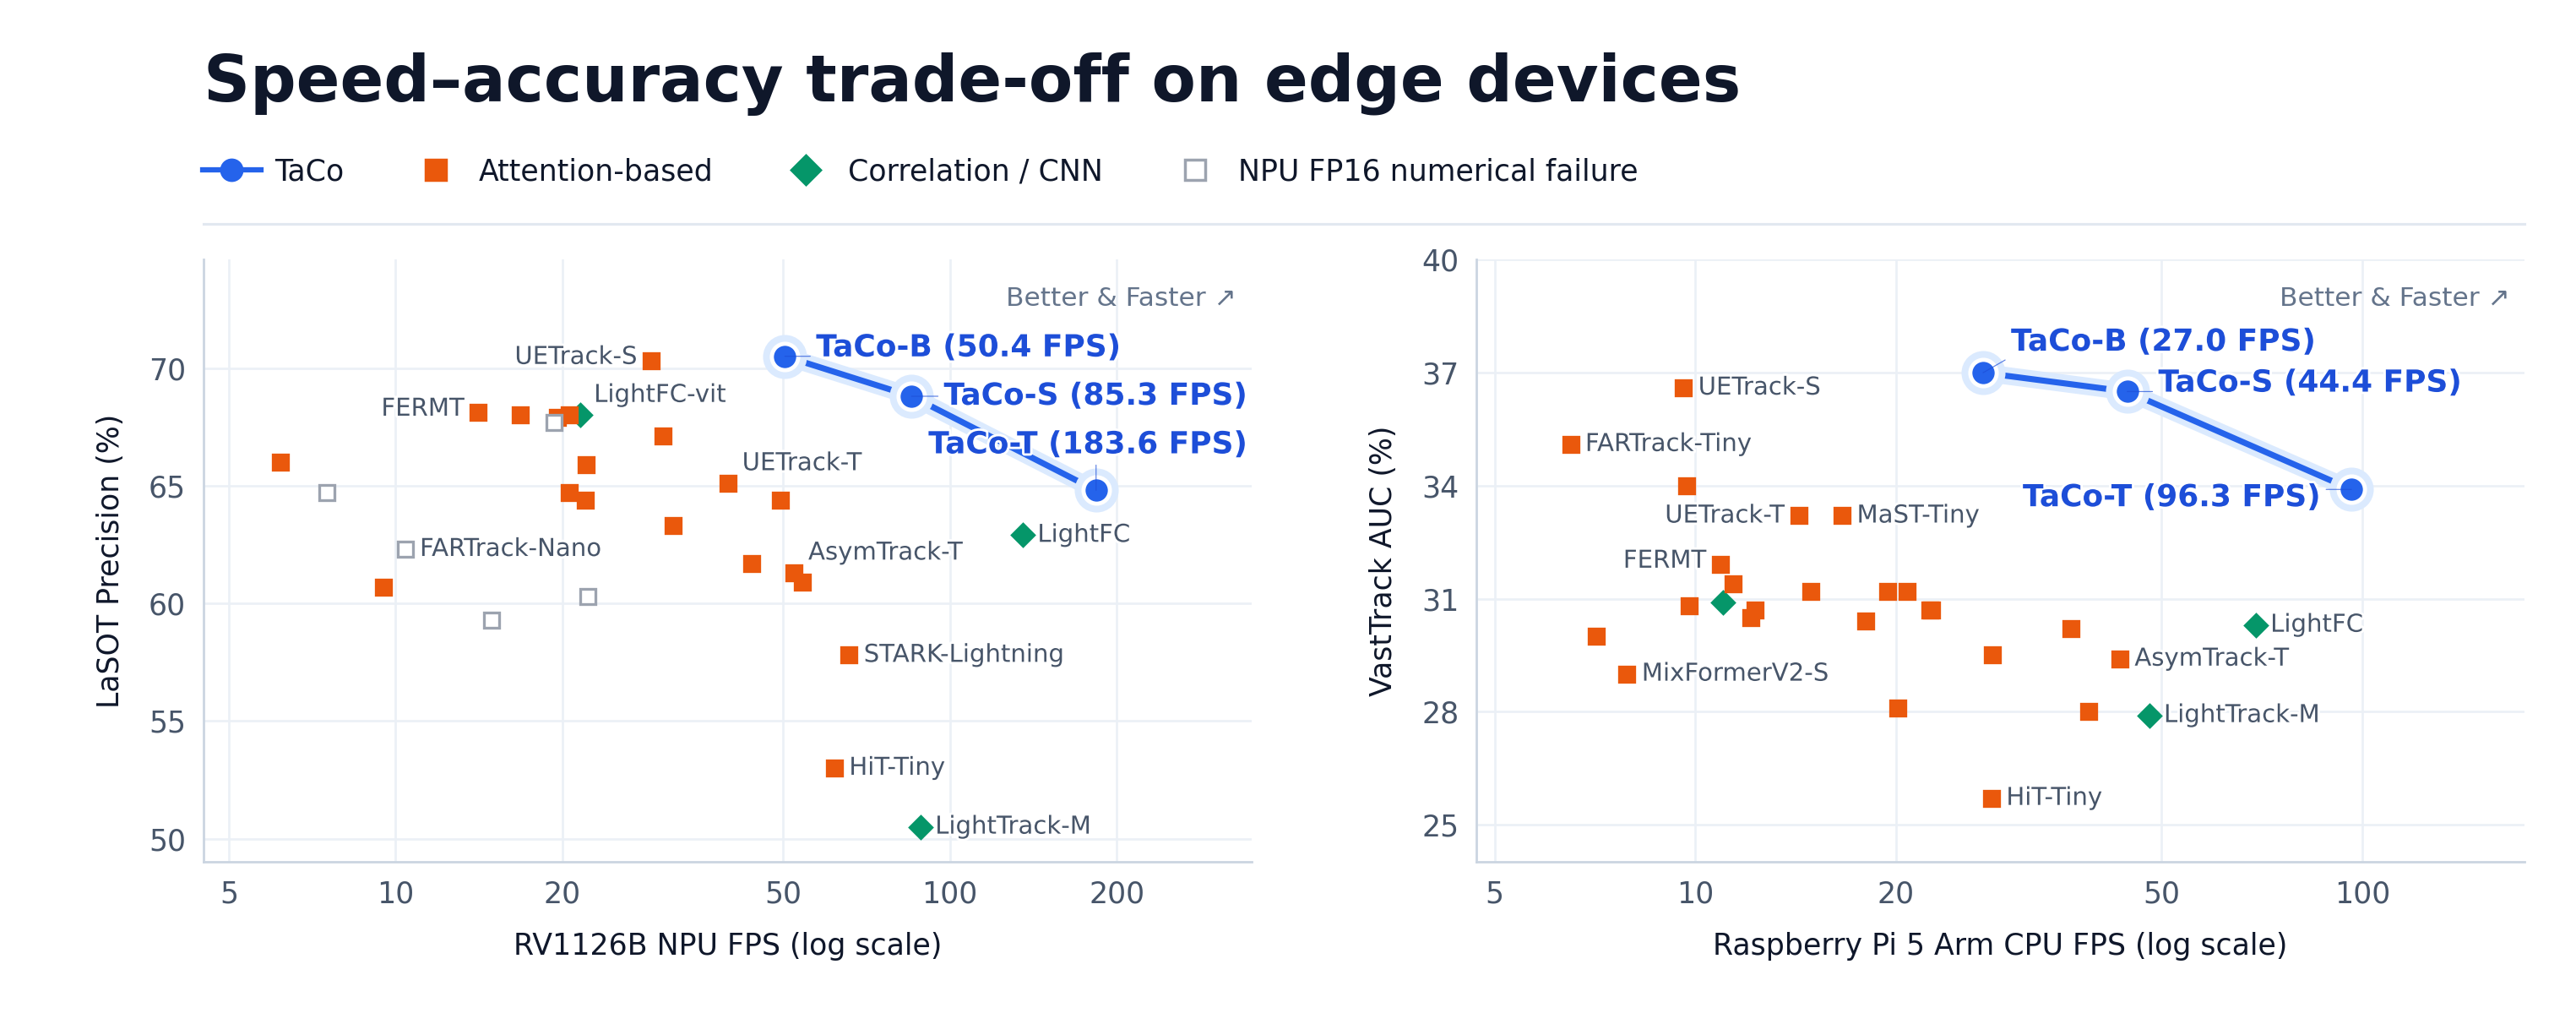 Speed–accuracy trade-off on edge devices
TaCo
Attention-based
Correlation / CNN
NPU FP16 numerical failure
LaSOT Precision (%)
70
65
60
55
50
Better & Faster ↗
TaCo-B (50.4 FPS)
UETrack-S
LightFC-vit
TaCo-S (85.3 FPS)
FERMT
TaCo-T (183.6 FPS)
UETrack-T
LightFC
FARTrack-Nano
AsymTrack-T
STARK-Lightning
HiT-Tiny
LightTrack-M
5
10
20
50
100
200
RV1126B NPU FPS (log scale)
VastTrack AUC (%)
40
37
34
31
28
25
Better & Faster ↗
TaCo-B (27.0 FPS)
TaCo-S (44.4 FPS)
UETrack-S
FARTrack-Tiny
TaCo-T (96.3 FPS)
UETrack-T
MaST-Tiny
FERMT
LightFC
AsymTrack-T
MixFormerV2-S
LightTrack-M
HiT-Tiny
5
10
20
50
100
Raspberry Pi 5 Arm CPU FPS (log scale)